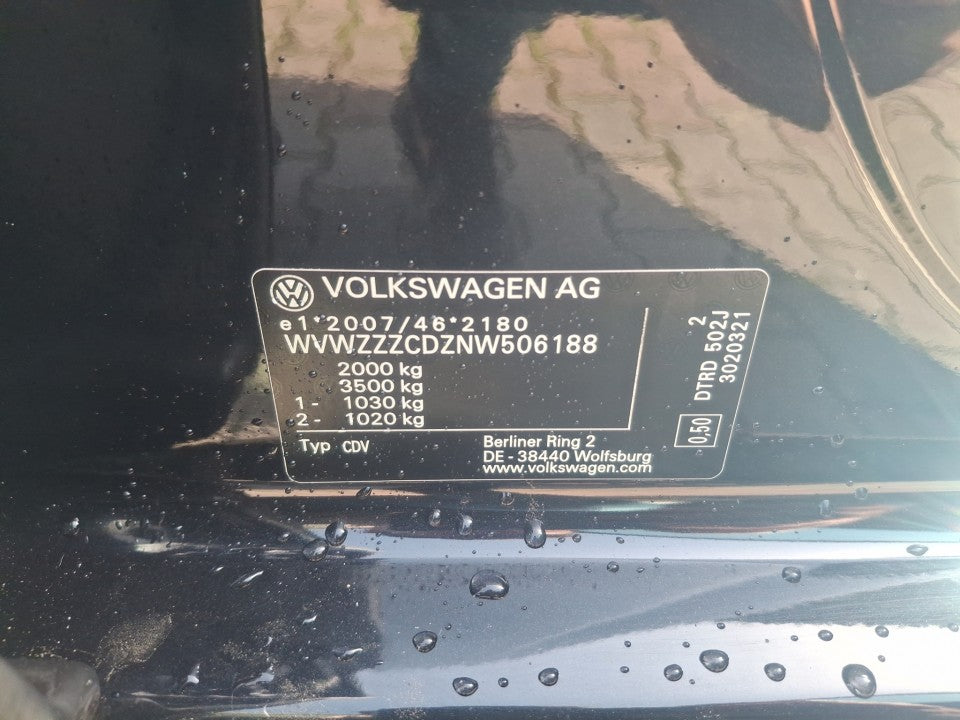 VOLKSWAGEN AG
e1*2007/46*2180
WVWZZZCDZNW506188
2000 kg
3500 kg
1- 1030 kg
2- 1020 kg
Typ CDV
Berliner Ring 2
DE - 38440 Wolfsburg
www.volkswagen.com
2
DTRD 502J
3020321
0,50